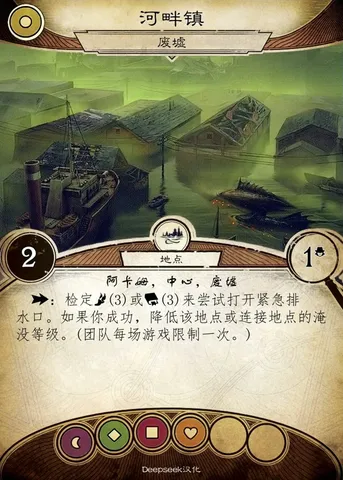 河畔镇
废墟
2
1
地点
阿卡姆，中心，废墟
：检定(3)或(3)来尝试打开紧急排
水口。如果你成功，降低该地点或连接地点的淹
没等级。(团队每场游戏限制一次。)
Deepseek汉化